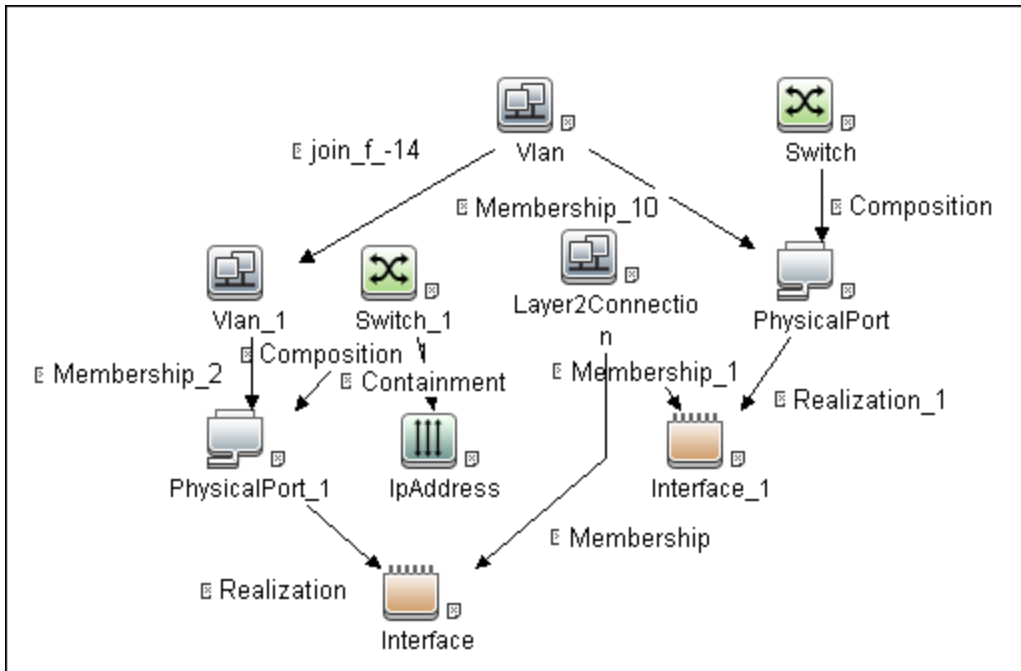 Vlan
Switch
join_f_-14
Membership_10
Composition
Vlan_1
Switch_1
Layer2Connectio
n
PhysicalPort
Composition
Membership_2
Containment
Membership_1
Realization_1
PhysicalPort_1
IpAddress
Interface_1
Membership
Realization
Interface